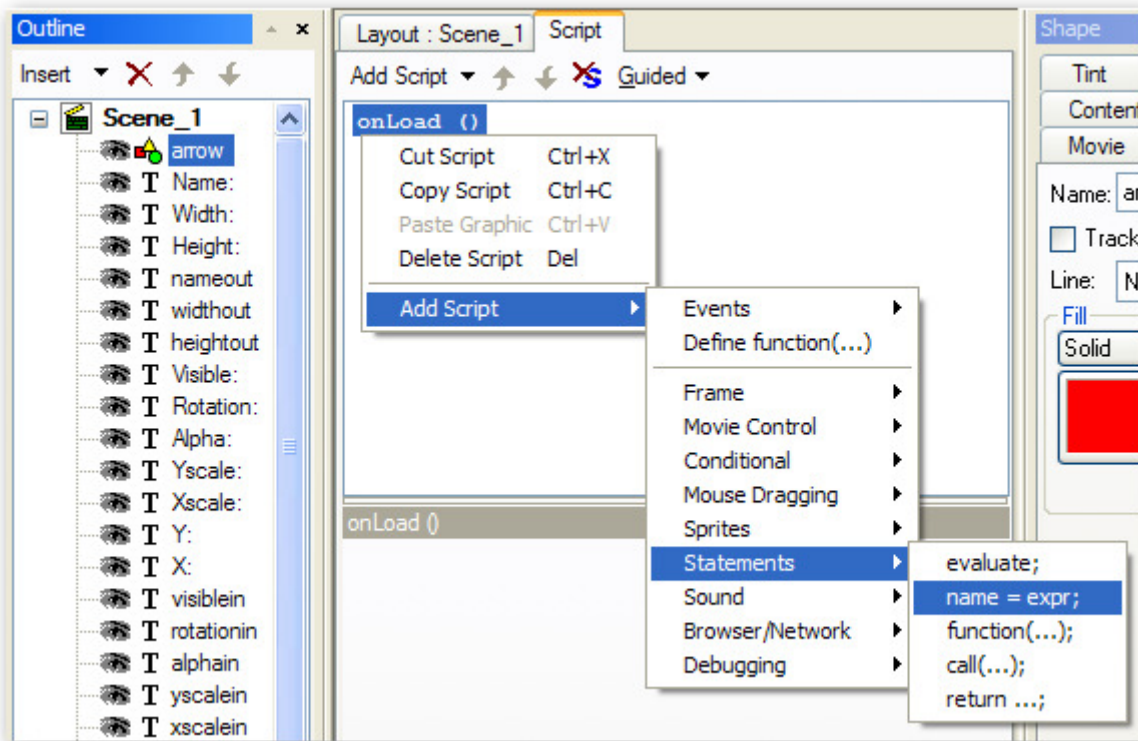 Outline
Insert
Scene_1
arrow
Name:
Width:
Height:
nameout
widthout
heightout
Visible:
Rotation:
Alpha:
Yscale:
Xscale:
Y:
X:
visiblein
rotationin
alphain
yscalein
xscalein
Layout : Scene_1 Script
Add Script Guided
onLoad ()
Cut Script Ctrl+X
Copy Script Ctrl+C
Paste Graphic Ctrl+V
Delete Script Del
Add Script
Events
Define function(...)
Frame
Movie Control
Conditional
Mouse Dragging
Sprites
Statements
Sound
Browser/Network
Debugging
evaluate;
name = expr;
function(...);
call(...);
return ...;
onLoad ()
Shape
Tint
Content
Movie
Name: ar
Track
Line: N
Fill
Solid